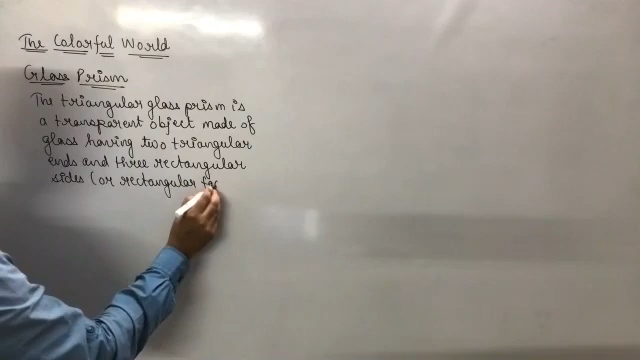 The Colorful World
Glass Prism
The triangular glass prism is
a transparent object made of
glass having two triangular
ends and three rectangular
sides (or rectangular fac